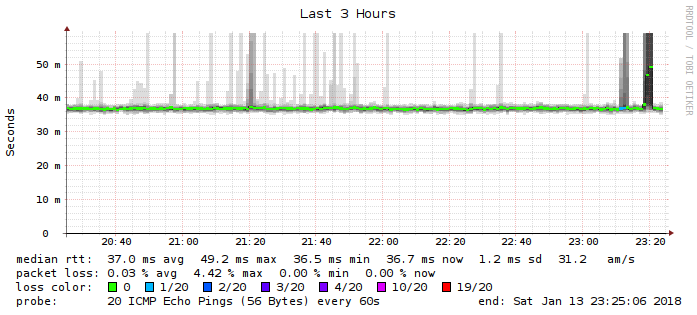 Last 3 Hours
RRDTOOL / TOBI OETIKER
Seconds
50 m
40 m
30 m
20 m
10 m
0
20:40 21:00 21:20 21:40 22:00 22:20 22:40 23:00 23:20
median rtt: 37.0 ms avg 49.2 ms max 36.5 ms min 36.7 ms now 1.2 ms sd 31.2 am/s
packet loss: 0.03 % avg 4.42 % max 0.00 % min 0.00 % now
loss color: 0 1/20 2/20 3/20 4/20 10/20 19/20
probe: 20 ICMP Echo Pings (56 Bytes) every 60s end: Sat Jan 13 23:25:06 2018